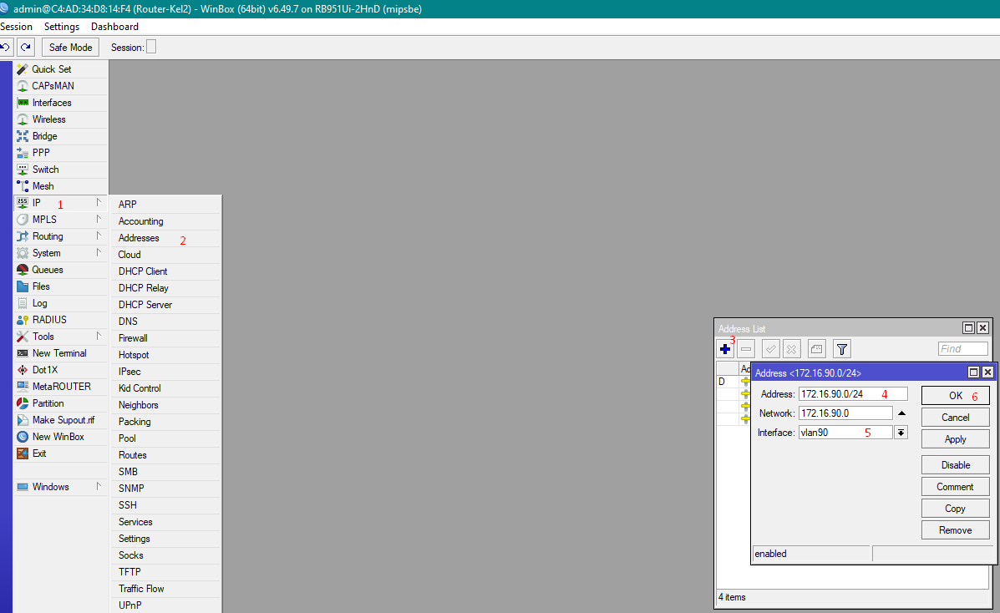 admin@C4:AD:34:D8:14:F4 (Router-Kel2) - WinBox (64bit) v6.49.7 on RB951Ui-2HnD (mipsbe)
Session Settings Dashboard
Safe Mode Session:
Quick Set
CAPsMAN
Interfaces
Wireless
Bridge
PPP
Switch
Mesh
IP 1
MPLS
Routing
System
Queues
Files
Log
RADIUS
Tools
New Terminal
Dot1X
MetaROUTER
Partition
Make Supout.rif
New WinBox
Exit
Windows
ARP
Accounting
Addresses 2
Cloud
DHCP Client
DHCP Relay
DHCP Server
DNS
Firewall
Hotspot
IPsec
Kid Control
Neighbors
Packing
Pool
Routes
SMB
SNMP
SSH
Services
Settings
Socks
TFTP
Traffic Flow
UPnP
Address List
3 Find
D
Address <172.16.90.0/24>
Address: 172.16.90.0/24 4
Network: 172.16.90.0
Interface: vlan90 5
OK 6
Cancel
Apply
Disable
Comment
Copy
Remove
enabled
4 items